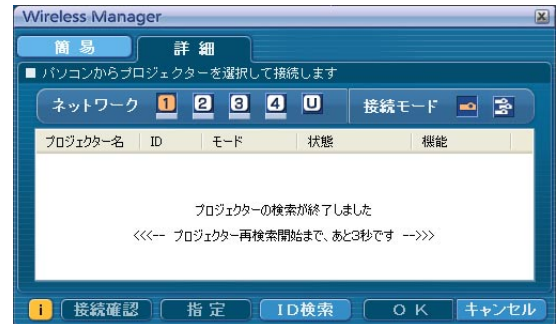 Wireless Manager
簡易 詳細
■ パソコンからプロジェクターを選択して接続します
ネットワーク 1 2 3 4 U 接続モード
プロジェクター名 ID モード 状態 機能
プロジェクターの検索が終了しました
<<<-- プロジェクター再検索開始まで、あと3秒です -->>>
i 接続確認 指定 ID検索 OK キャンセル